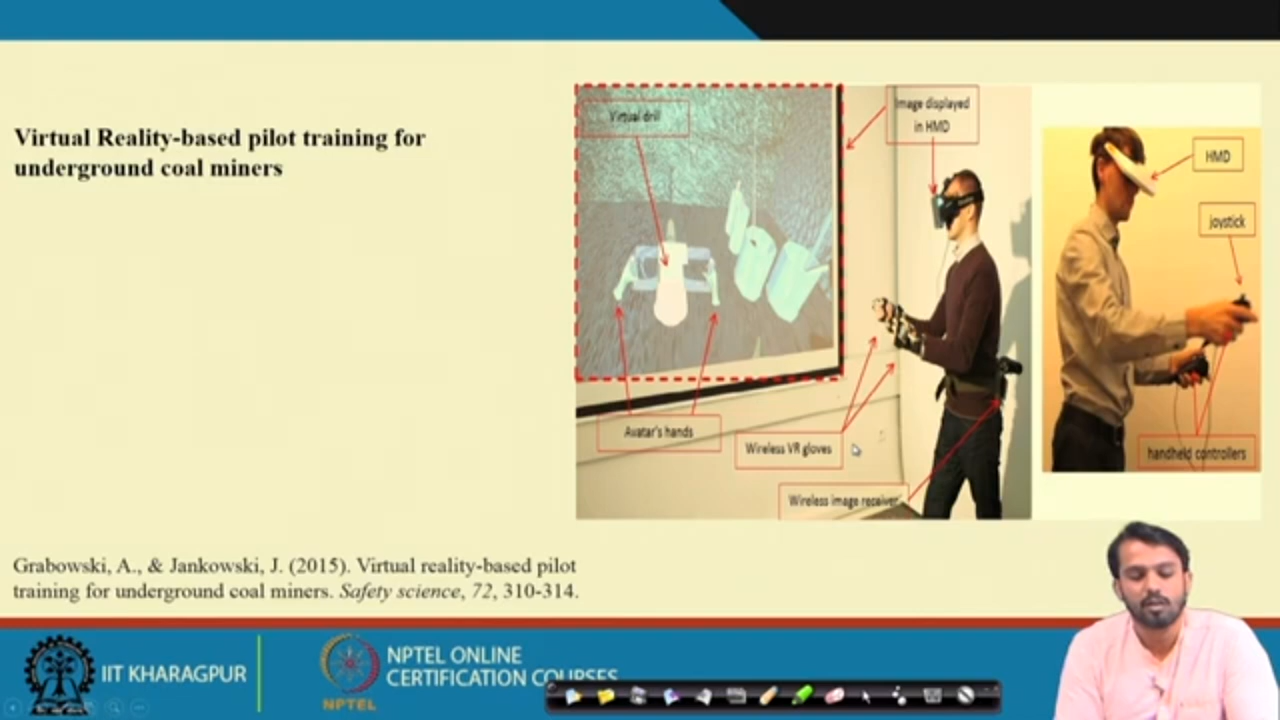 Virtual Reality-based pilot training for
underground coal miners
Virtual drill
Image displayed
in HMD
HMD
joystick
Avatar's hands
Wireless VR gloves
handheld controllers
Wireless image receiver
Grabowski, A., & Jankowski, J. (2015). Virtual reality-based pilot
training for underground coal miners. Safety science, 72, 310-314.
IIT KHARAGPUR
NPTEL ONLINE
CERTIFICATION COURSES
NPTEL